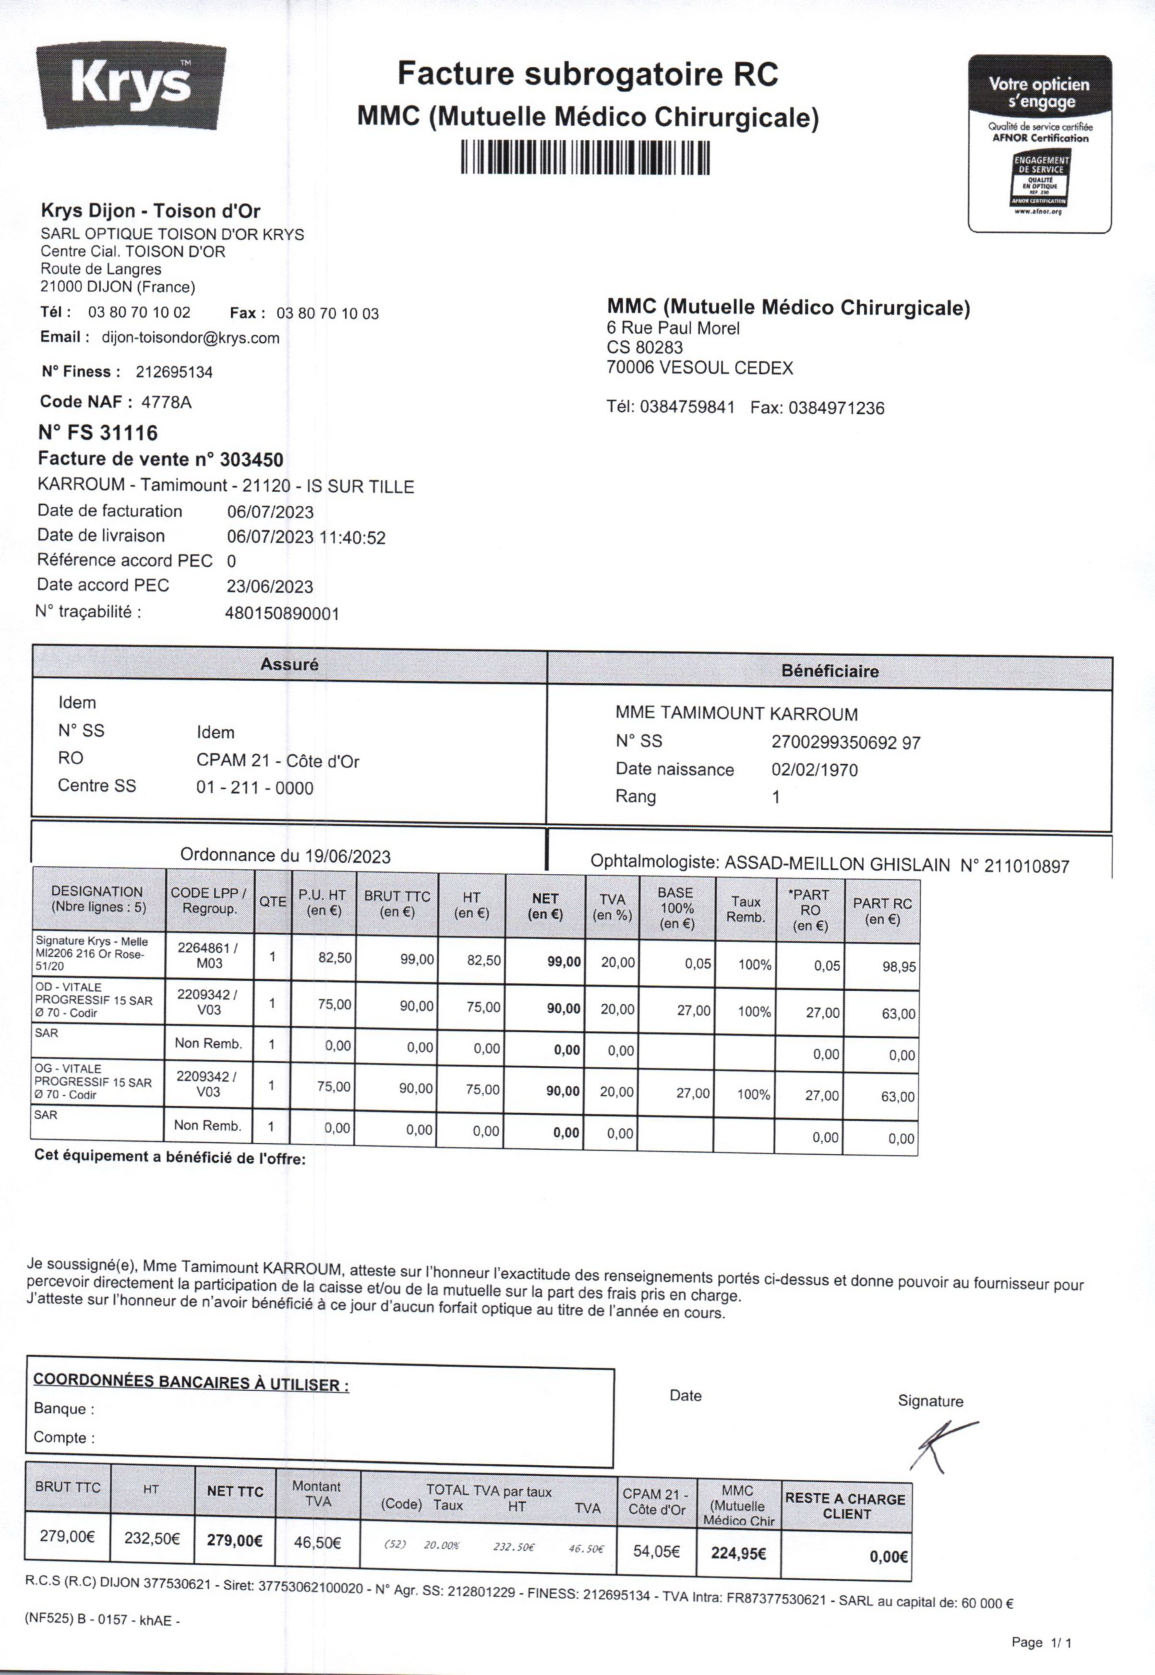 Krys™
Facture subrogatoire RC
MMC (Mutuelle Médico Chirurgicale)
Votre opticien
s'engage
Qualité de service certifiée
AFNOR Certification
ENGAGEMENT
DE SERVICE
QUALITÉ
EN OPTIQUE
REF. 230
AFNOR CERTIFICATION
www.afnor.org
Krys Dijon - Toison d'Or
SARL OPTIQUE TOISON D'OR KRYS
Centre Cial. TOISON D'OR
Route de Langres
21000 DIJON (France)
Tél : 03 80 70 10 02 Fax : 03 80 70 10 03
Email : dijon-toisondor@krys.com
N° Finess : 212695134
Code NAF : 4778A
MMC (Mutuelle Médico Chirurgicale)
6 Rue Paul Morel
CS 80283
70006 VESOUL CEDEX
Tél: 0384759841 Fax: 0384971236
N° FS 31116
Facture de vente n° 303450
KARROUM - Tamimount - 21120 - IS SUR TILLE
Date de facturation 06/07/2023
Date de livraison 06/07/2023 11:40:52
Référence accord PEC 0
Date accord PEC 23/06/2023
N° traçabilité : 480150890001
Assuré Bénéficiaire
Idem
N° SS Idem
RO CPAM 21 - Côte d'Or
Centre SS 01 - 211 - 0000
MME TAMIMOUNT KARROUM
N° SS 2700299350692 97
Date naissance 02/02/1970
Rang 1
Ordonnance du 19/06/2023 Ophtalmologiste: ASSAD-MEILLON GHISLAIN N° 211010897
DESIGNATION (Nbre lignes : 5) CODE LPP / Regroup. QTE P.U. HT (en €) BRUT TTC (en €) HT (en €) NET (en €) TVA (en %) BASE 100% (en €) Taux Remb. *PART RO (en €) PART RC (en €)
Signature Krys - Melle MI2206 216 Or Rose- 51/20 2264861 / M03 1 82,50 99,00 82,50 99,00 20,00 0,05 100% 0,05 98,95
OD - VITALE PROGRESSIF 15 SAR Ø 70 - Codir 2209342 / V03 1 75,00 90,00 75,00 90,00 20,00 27,00 100% 27,00 63,00
SAR Non Remb. 1 0,00 0,00 0,00 0,00 0,00 0,00 0,00
OG - VITALE PROGRESSIF 15 SAR Ø 70 - Codir 2209342 / V03 1 75,00 90,00 75,00 90,00 20,00 27,00 100% 27,00 63,00
SAR Non Remb. 1 0,00 0,00 0,00 0,00 0,00 0,00 0,00
Cet équipement a bénéficié de l'offre:
Je soussigné(e), Mme Tamimount KARROUM, atteste sur l'honneur l'exactitude des renseignements portés ci-dessus et donne pouvoir au fournisseur pour
percevoir directement la participation de la caisse et/ou de la mutuelle sur la part des frais pris en charge.
J'atteste sur l'honneur de n'avoir bénéficié à ce jour d'aucun forfait optique au titre de l'année en cours.
COORDONNÉES BANCAIRES À UTILISER :
Banque :
Compte :
Date Signature
BRUT TTC HT NET TTC Montant TVA TOTAL TVA par taux (Code) Taux HT TVA CPAM 21 - Côte d'Or MMC (Mutuelle Médico Chir RESTE A CHARGE CLIENT
279,00€ 232,50€ 279,00€ 46,50€ (52) 20.00% 232.50€ 46.50€ 54,05€ 224,95€ 0,00€
R.C.S (R.C) DIJON 377530621 - Siret: 37753062100020 - N° Agr. SS: 212801229 - FINESS: 212695134 - TVA Intra: FR87377530621 - SARL au capital de: 60 000 €
(NF525) B - 0157 - khAE -
Page 1/ 1